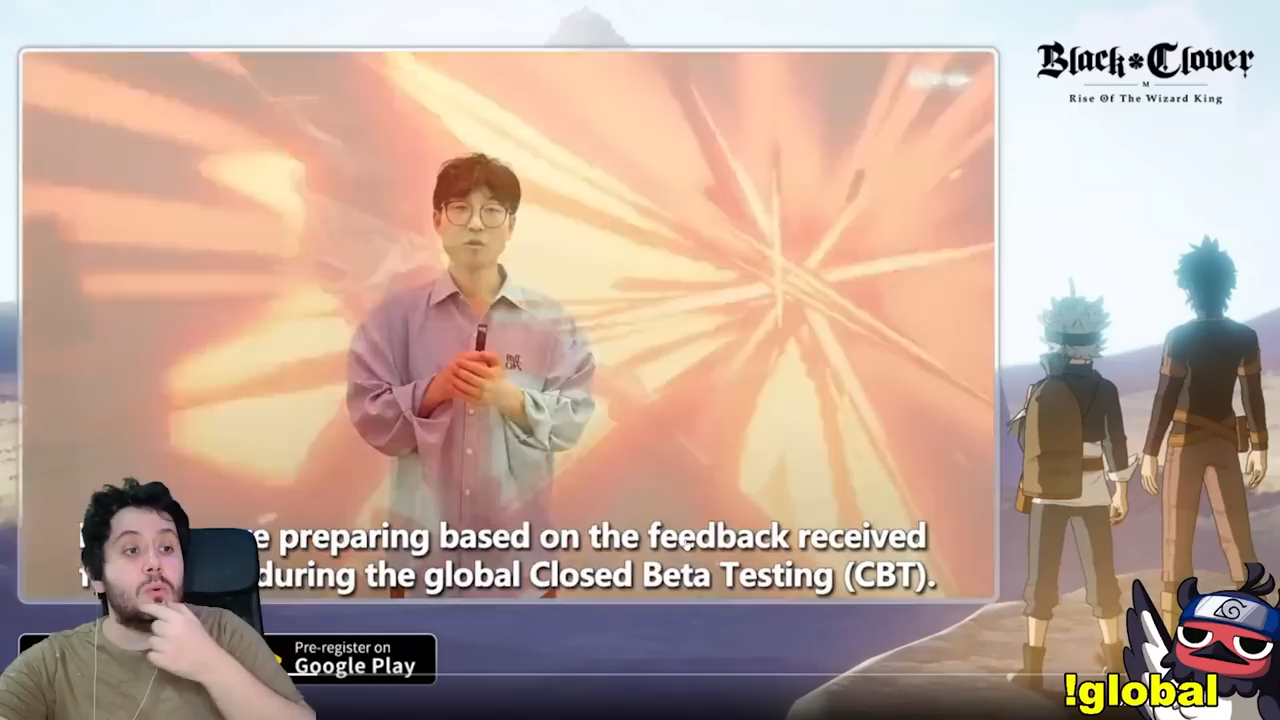 Black Clover
M
Rise Of The Wizard King
preparing based on the feedback received
during the global Closed Beta Testing (CBT).
Pre-register on
Google Play
!global